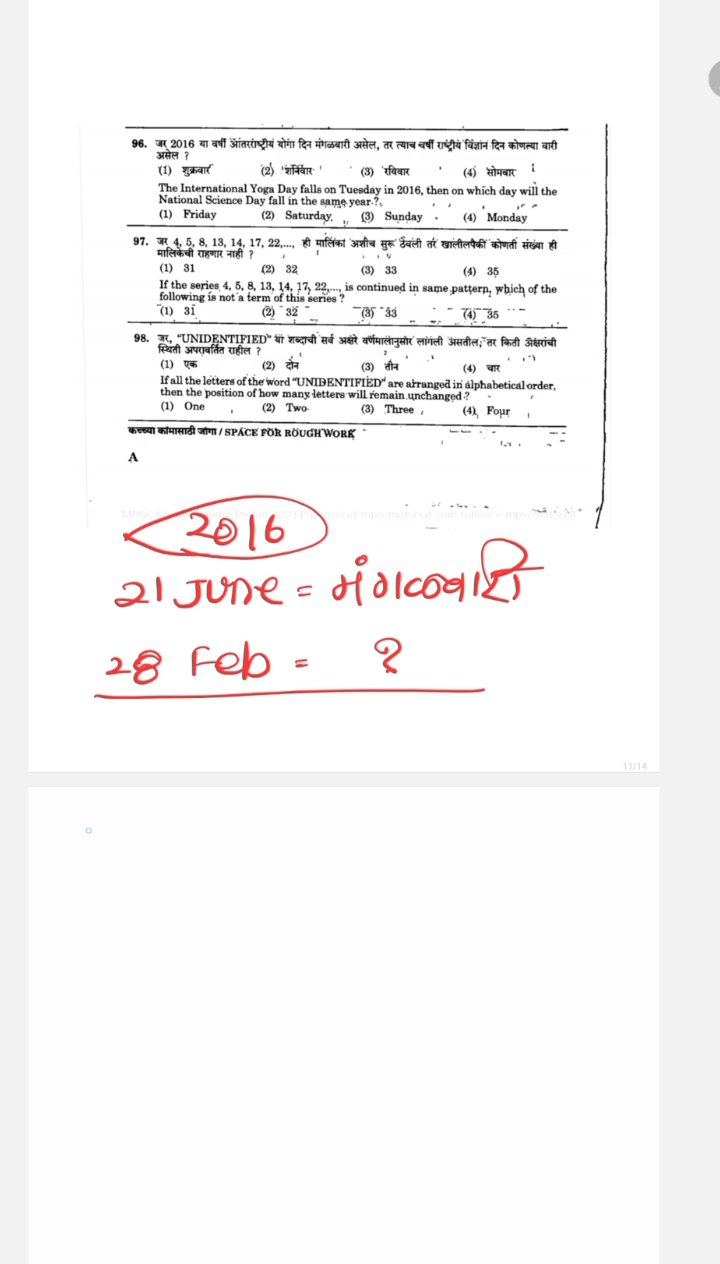 96. जर 2016 या वर्षी आंतरराष्ट्रीय योगा दिन मंगळवारी असेल, तर त्याच वर्षी राष्ट्रीय विज्ञान दिन कोणत्या वारी
असेल ?
(1) शुक्रवार (2) शनिवार (3) रविवार (4) सोमवार
The International Yoga Day falls on Tuesday in 2016, then on which day will the
National Science Day fall in the same year ?
(1) Friday (2) Saturday (3) Sunday (4) Monday
97. जर 4, 5, 8, 13, 14, 17, 22,..., ही मालिका अशीच सुरू ठेवली तर खालीलपैकी कोणती संख्या ही
मालिकेची राहणार नाही ?
(1) 31 (2) 32 (3) 33 (4) 35
If the series 4, 5, 8, 13, 14, 17, 22,..., is continued in same pattern, which of the
following is not a term of this series ?
(1) 31 (2) 32 (3) 33 (4) 35
98. जर, "UNIDENTIFIED" या शब्दाची सर्व अक्षरे वर्णमालानुसार लागली असतील, तर किती अक्षरांची
स्थिती अपरावर्तित राहील ?
(1) एक (2) दोन (3) तीन (4) चार
If all the letters of the word "UNIDENTIFIED" are arranged in alphabetical order,
then the position of how many letters will remain unchanged ?
(1) One (2) Two (3) Three (4) Four
कच्च्या कामासाठी जागा / SPACE FOR ROUGH WORK
A
2016
21 June = मंगळवारी
28 Feb = ?
11/14